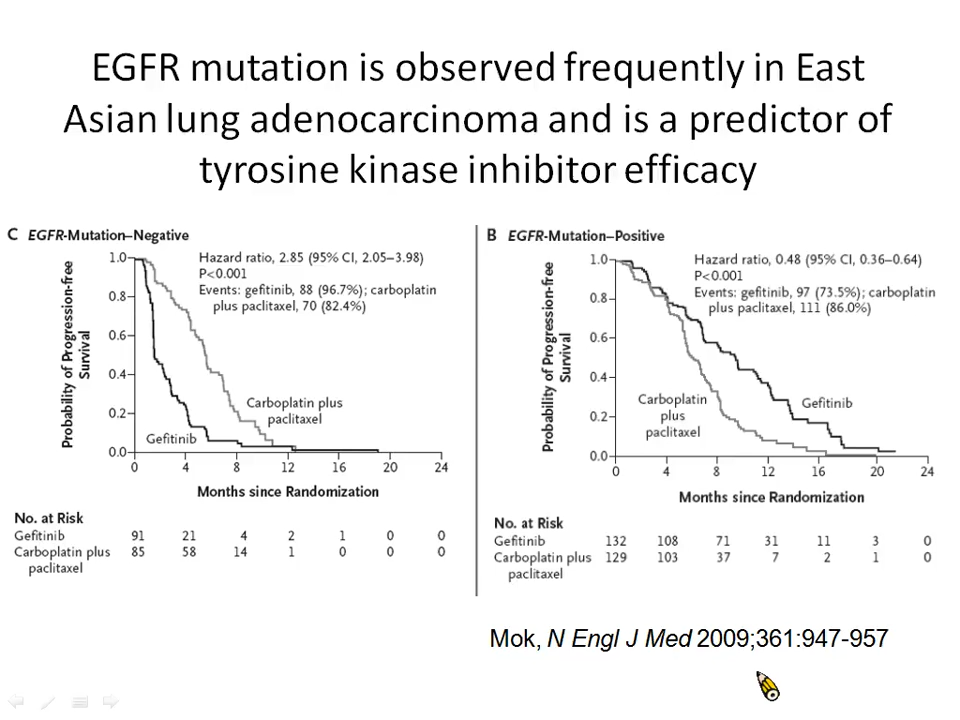 EGFR mutation is observed frequently in East
Asian lung adenocarcinoma and is a predictor of
tyrosine kinase inhibitor efficacy
C EGFR-Mutation–Negative
Probability of Progression-free
Survival
1.0
0.8
0.6
0.4
0.2
0.0
Hazard ratio, 2.85 (95% CI, 2.05–3.98)
P<0.001
Events: gefitinib, 88 (96.7%); carboplatin
plus paclitaxel, 70 (82.4%)
Carboplatin plus
paclitaxel
Gefitinib
0 4 8 12 16 20 24
Months since Randomization
No. at Risk
Gefitinib 91 21 4 2 1 0 0
Carboplatin plus 85 58 14 1 0 0 0
paclitaxel
B EGFR-Mutation–Positive
Probability of Progression-free
Survival
1.0
0.8
0.6
0.4
0.2
0.0
Hazard ratio, 0.48 (95% CI, 0.36–0.64)
P<0.001
Events: gefitinib, 97 (73.5%); carboplatin
plus paclitaxel, 111 (86.0%)
Carboplatin
plus
paclitaxel
Gefitinib
0 4 8 12 16 20 24
Months since Randomization
No. at Risk
Gefitinib 132 108 71 31 11 3 0
Carboplatin plus 129 103 37 7 2 1 0
paclitaxel
Mok, N Engl J Med 2009;361:947-957